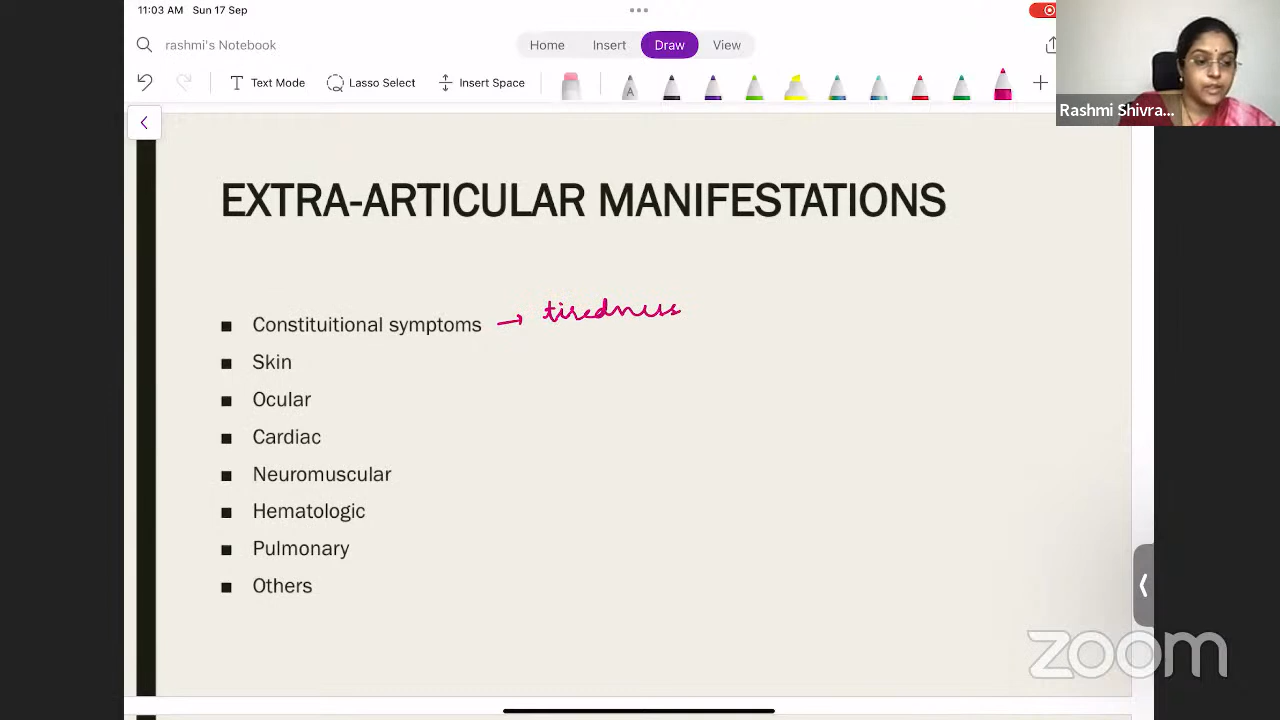 11:03 AM Sun 17 Sep
rashmi's Notebook
Home Insert Draw View
Text Mode Lasso Select Insert Space
A
Rashmi Shivra...
EXTRA-ARTICULAR MANIFESTATIONS
■ Constituitional symptoms → tiredness
■ Skin
■ Ocular
■ Cardiac
■ Neuromuscular
■ Hematologic
■ Pulmonary
■ Others
zoom